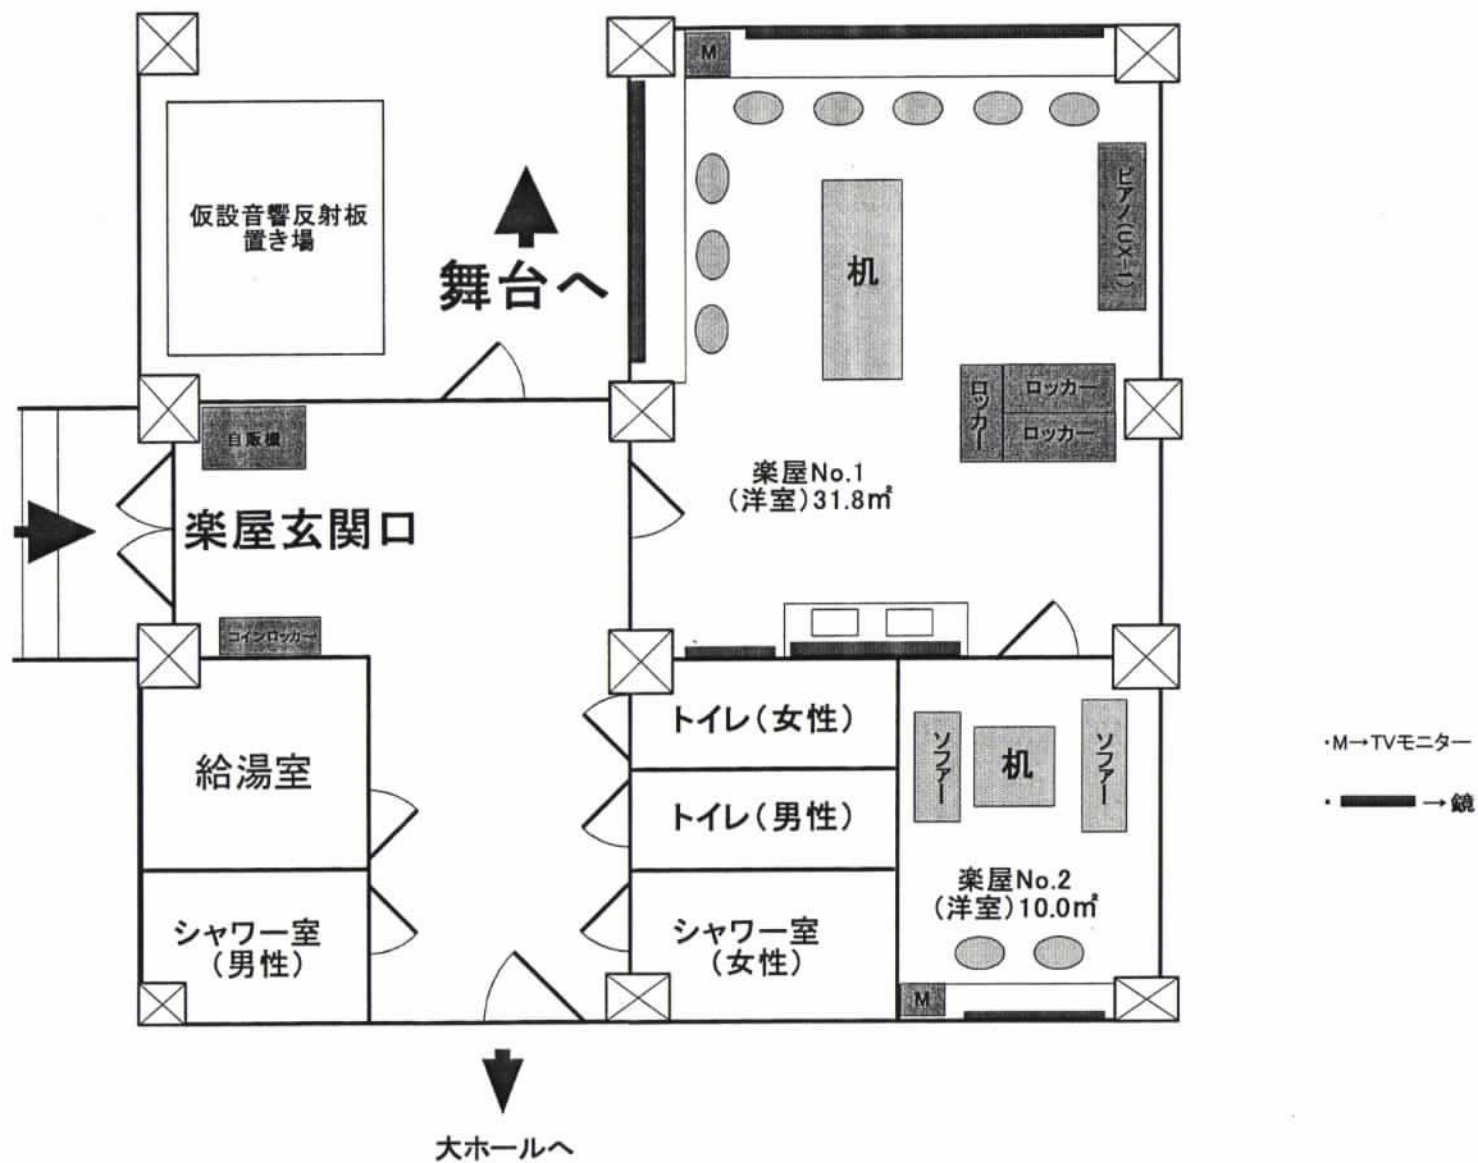 M
仮設音響反射板
置き場
舞台へ
机
ピアノ(UX-1)
ロッカー
ロッカー
ロッカー
自販機
楽屋No.1
(洋室)31.8㎡
楽屋玄関口
コインロッカー
トイレ(女性)
給湯室
ソファー
机
ソファー
・M→TVモニター
トイレ(男性)
・ →鏡
楽屋No.2
(洋室)10.0㎡
シャワー室
(男性)
シャワー室
(女性)
M
大ホールへ